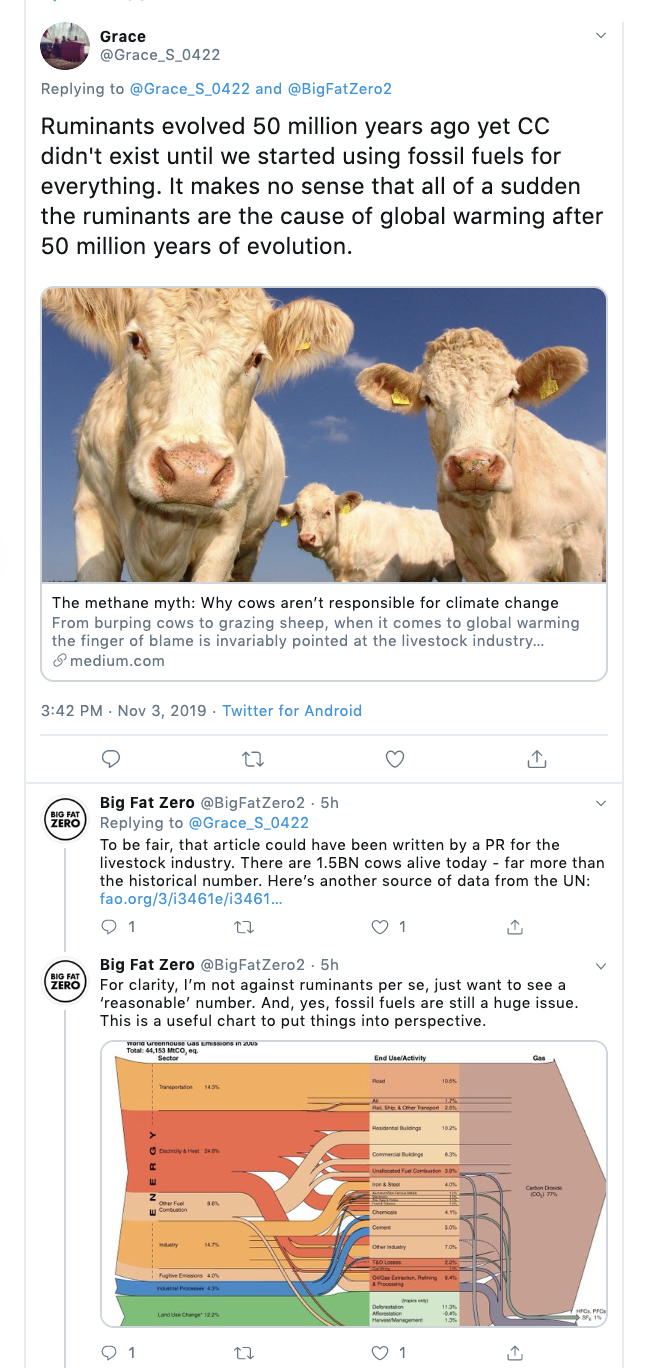 Grace
@Grace_S_0422
Replying to @Grace_S_0422 and @BigFatZero2
Ruminants evolved 50 million years ago yet CC
didn't exist until we started using fossil fuels for
everything. It makes no sense that all of a sudden
the ruminants are the cause of global warming after
50 million years of evolution.
The methane myth: Why cows aren't responsible for climate change
From burping cows to grazing sheep, when it comes to global warming
the finger of blame is invariably pointed at the livestock industry...
medium.com
3:42 PM · Nov 3, 2019 · Twitter for Android
BIG FAT
ZERO
Big Fat Zero @BigFatZero2 · 5h
Replying to @Grace_S_0422
To be fair, that article could have been written by a PR for the
livestock industry. There are 1.5BN cows alive today - far more than
the historical number. Here's another source of data from the UN:
fao.org/3/i3461e/i3461...
1 1
BIG FAT
ZERO
Big Fat Zero @BigFatZero2 · 5h
For clarity, I'm not against ruminants per se, just want to see a
'reasonable' number. And, yes, fossil fuels are still a huge issue.
This is a useful chart to put things into perspective.
World Greenhouse Gas Emissions in 2005
Total: 44,153 MtCO2 eq.
Sector End Use/Activity Gas
ENERGY
Transportation 14.3%
Electricity & Heat 24.9%
Other Fuel
Combustion 8.6%
Industry 14.7%
Fugitive Emissions 4.0%
Industrial Processes 4.3%
Land Use Change* 12.2%
Road 10.5%
Air 1.7%
Rail, Ship, & Other Transport 2.5%
Residential Buildings 10.2%
Commercial Buildings 6.3%
Unallocated Fuel Combustion 3.8%
Iron & Steel 4.0%
Chemicals 4.1%
Cement 5.0%
Other Industry 7.0%
T&D Losses 2.2%
Oil/Gas Extraction, Refining
& Processing 6.4%
(tropics only)
Deforestation 11.3%
Afforestation -0.4%
Harvest/Management 1.3%
Carbon Dioxide
(CO2) 77%
HFCs, PFCs
SF6 1%
1 1